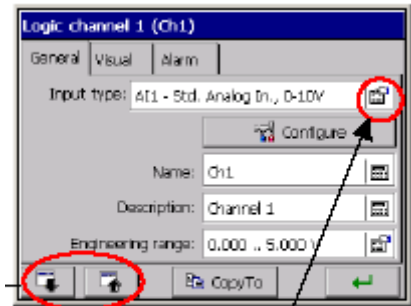 Logic channel 1 (Ch1)
General Visual Alarm
Input type: AI1 - Std. Analog In., 0-10V
Configure
Name: Ch1
Description: Channel 1
Engineering range: 0.000 .. 5.000 V
CopyTo